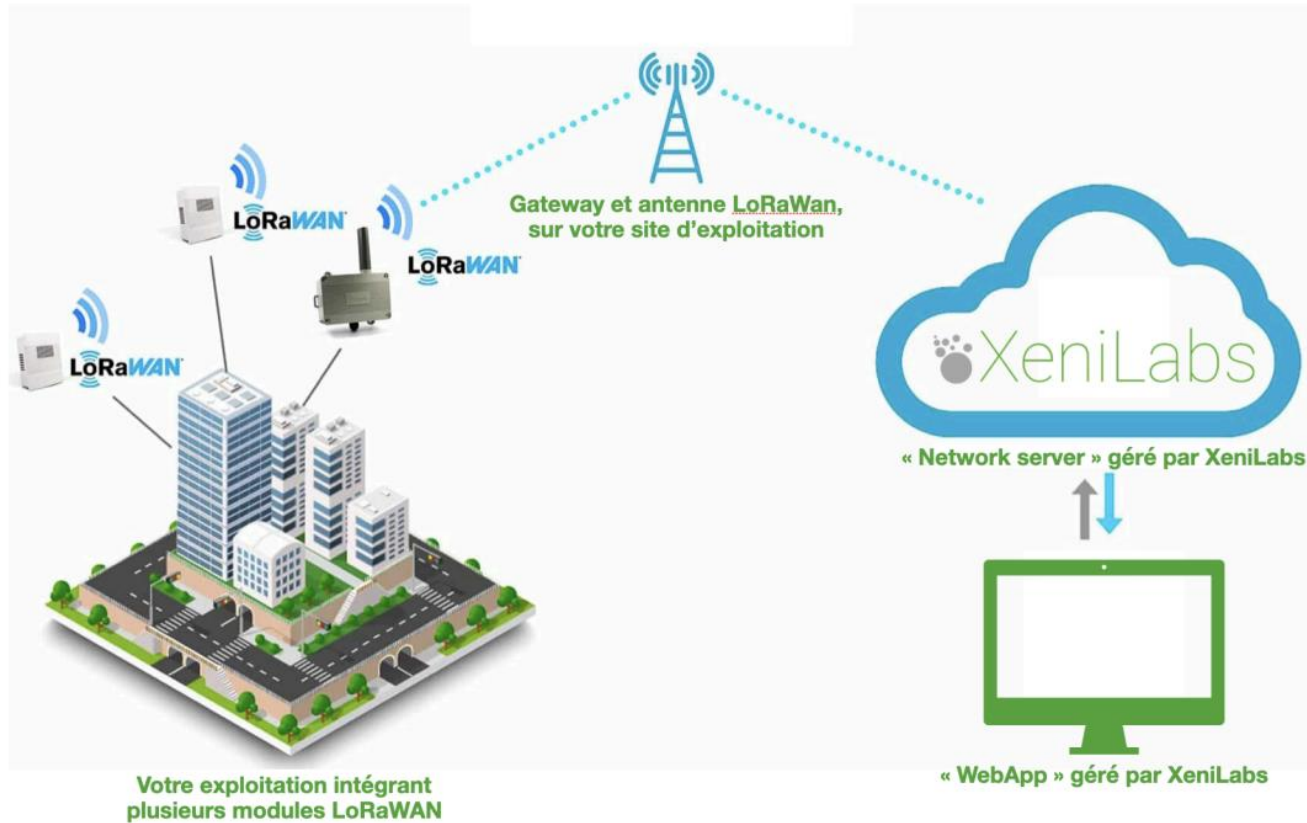 Gateway et antenne LoRaWan,
sur votre site d'exploitation
LoRaWAN
LoRaWAN
LoRaWAN
XeniLabs
« Network server » géré par XeniLabs
« WebApp » géré par XeniLabs
Votre exploitation intégrant
plusieurs modules LoRaWAN